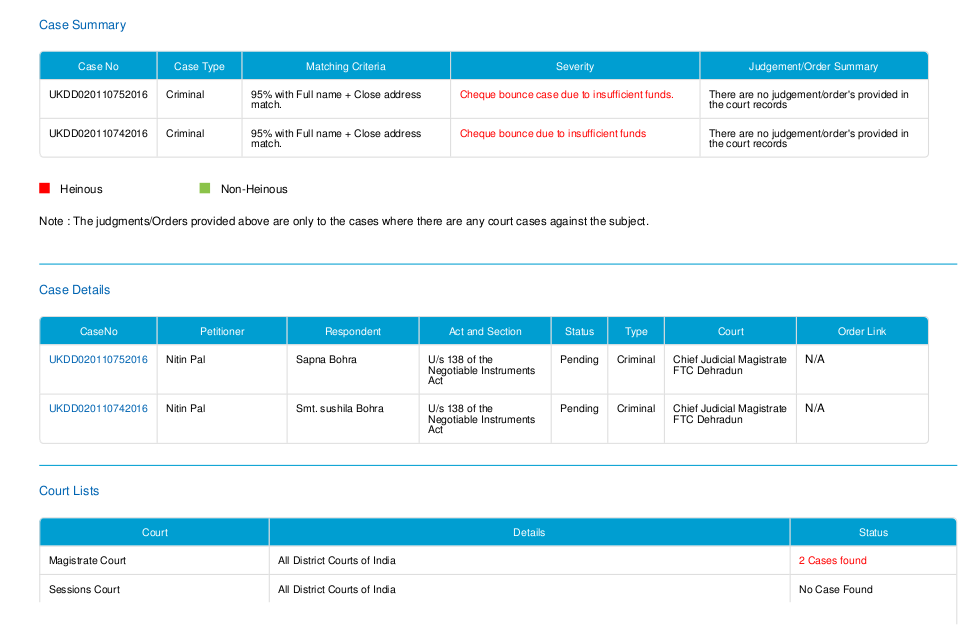 Case Summary
Case No Case Type Matching Criteria Severity Judgement/Order Summary
UKDD020110752016 Criminal 95% with Full name + Close address Cheque bounce case due to insufficient funds. There are no judgement/order's provided in
match. the court records
UKDD020110742016 Criminal 95% with Full name + Close address Cheque bounce due to insufficient funds There are no judgement/order's provided in
match. the court records
Heinous Non-Heinous
Note : The judgments/Orders provided above are only to the cases where there are any court cases against the subject.
Case Details
CaseNo Petitioner Respondent Act and Section Status Type Court Order Link
UKDD020110752016 Nitin Pal Sapna Bohra U/s 138 of the Pending Criminal Chief Judicial Magistrate N/A
Negotiable Instruments FTC Dehradun
Act
UKDD020110742016 Nitin Pal Smt. sushila Bohra U/s 138 of the Pending Criminal Chief Judicial Magistrate N/A
Negotiable Instruments FTC Dehradun
Act
Court Lists
Court Details Status
Magistrate Court All District Courts of India 2 Cases found
Sessions Court All District Courts of India No Case Found